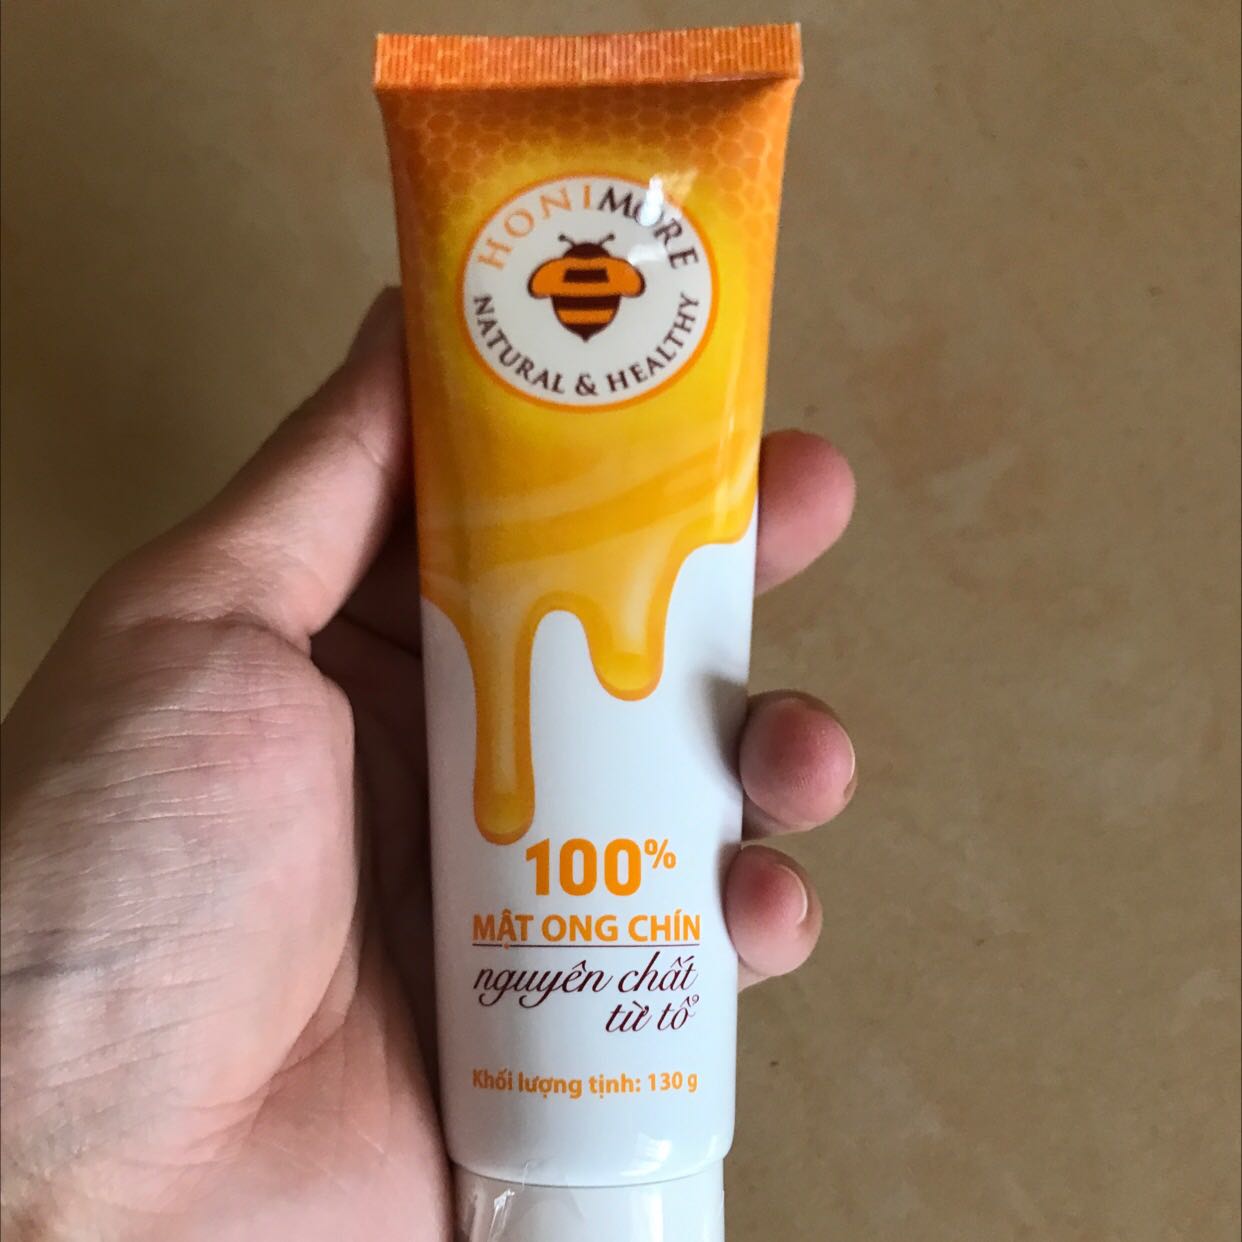 HONIMORE
NATURAL & HEALTHY
100%
MẬT ONG CHÍN
nguyên chất
từ tổ
Khối lượng tịnh: 130 g